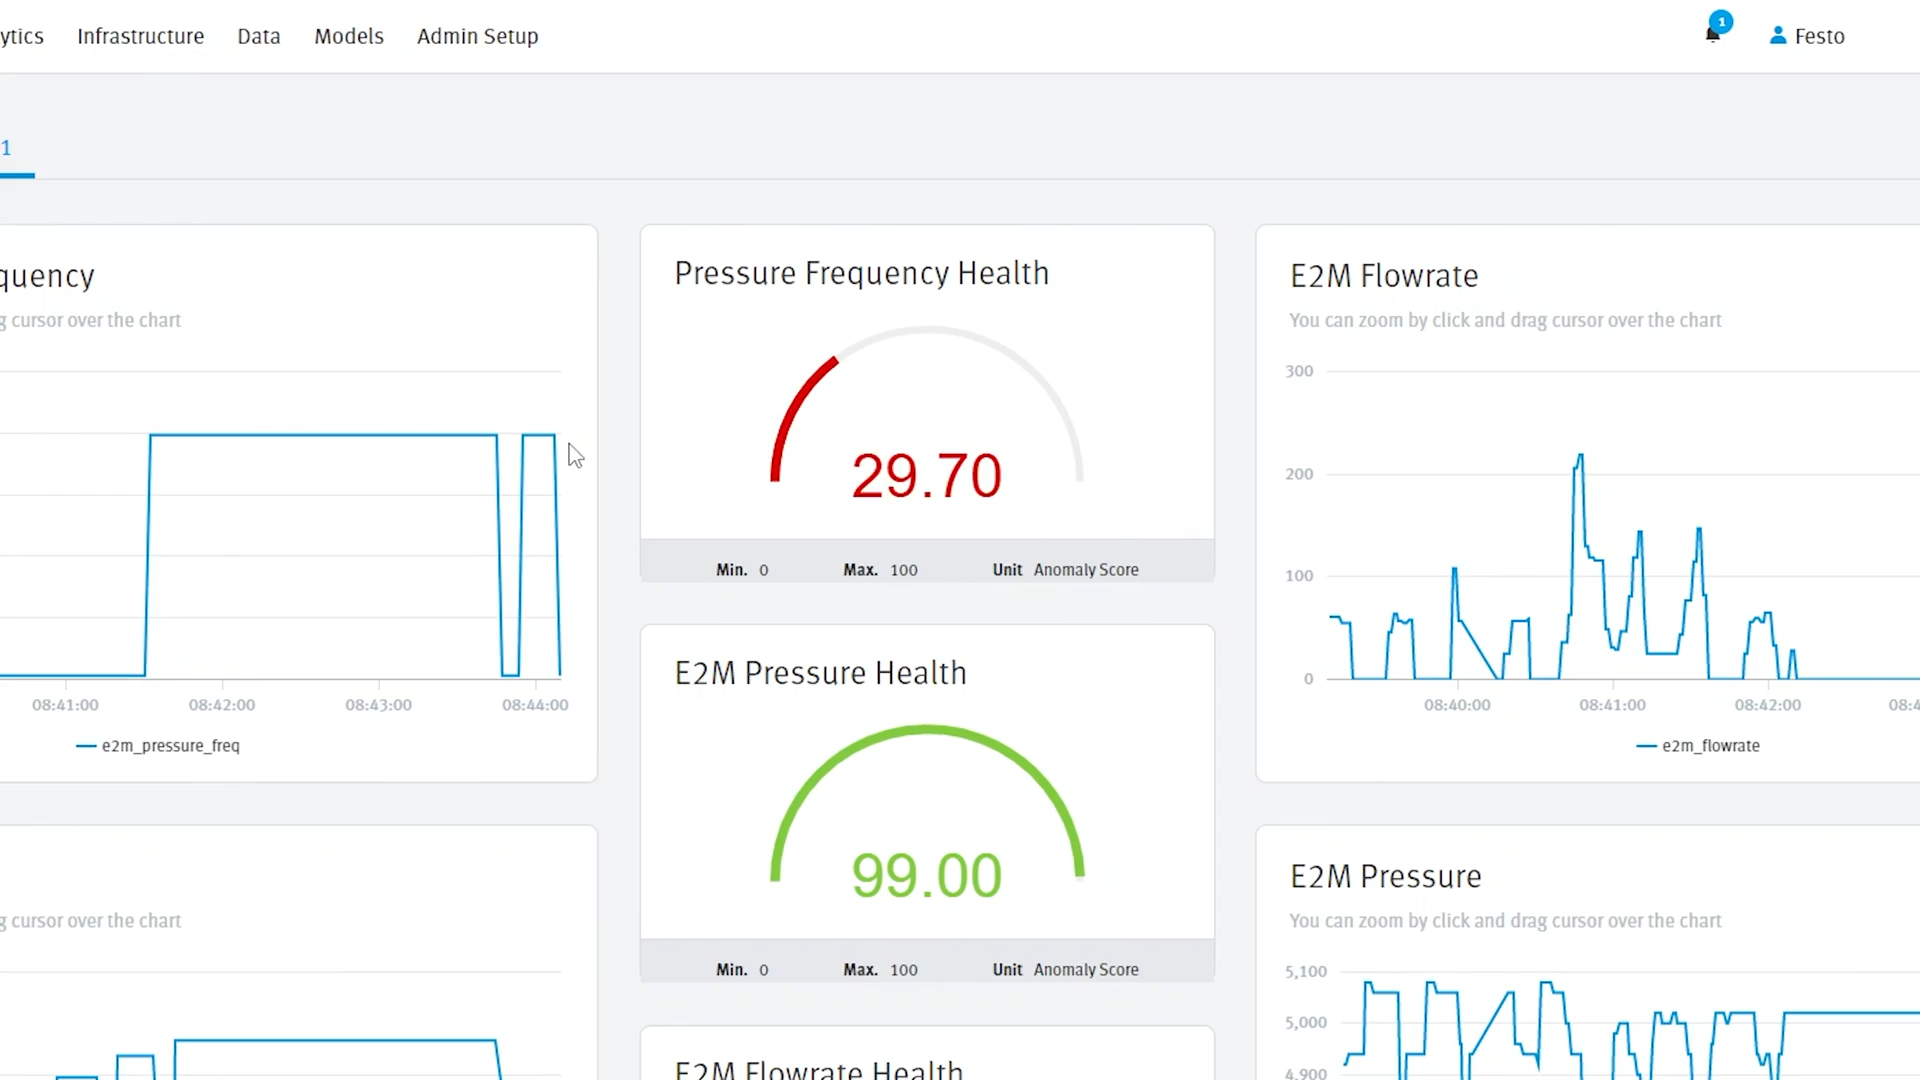 Infrastructure Data Models Admin Setup
1
Festo
1
Pressure Frequency Health
29.70
Min. 0 Max. 100 Unit Anomaly Score
E2M Flowrate
You can zoom by click and drag cursor over the chart
300
200
100
0
08:40:00 08:41:00 08:42:00
e2m_flowrate
cursor over the chart
08:41:00 08:42:00 08:43:00 08:44:00
e2m_pressure_freq
E2M Pressure Health
99.00
Min. 0 Max. 100 Unit Anomaly Score
cursor over the chart
E2M Pressure
You can zoom by click and drag cursor over the chart
5,100
5,000
4,900
E2M Flowrate Health